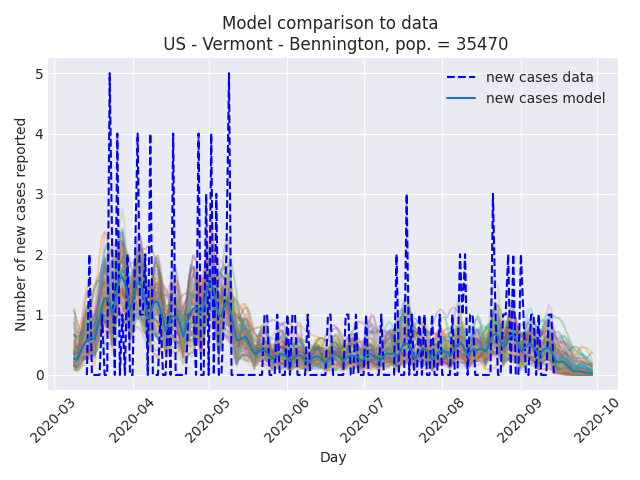 Model comparison to data
US - Vermont - Bennington, pop. = 35470
new cases data
new cases model
Number of new cases reported
5
4
3
2
1
0
2020-03
2020-04
2020-05
2020-06
2020-07
2020-08
2020-09
2020-10
Day